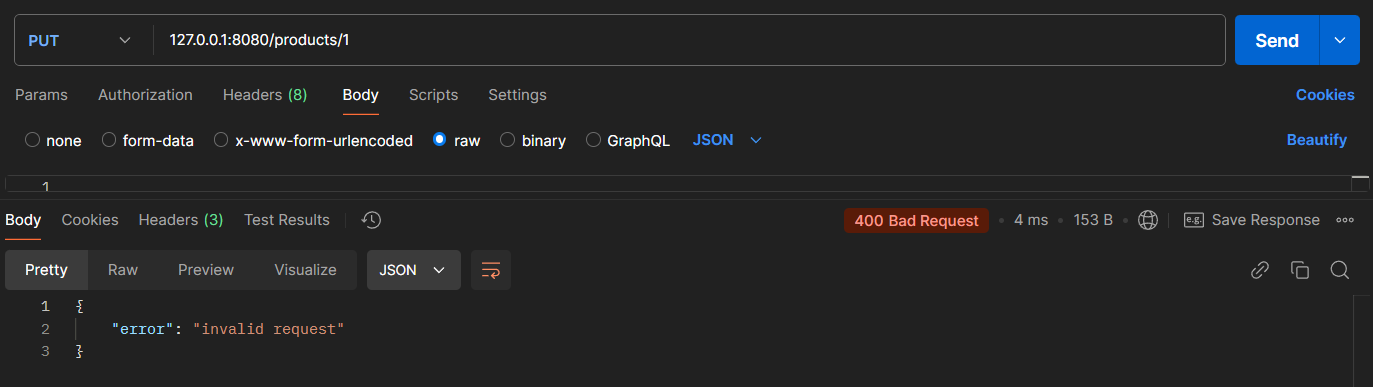 PUT 127.0.0.1:8080/products/1 Send
Params Authorization Headers (8) Body Scripts Settings Cookies
none form-data x-www-form-urlencoded raw binary GraphQL JSON Beautify
1
Body Cookies Headers (3) Test Results 400 Bad Request • 4 ms • 153 B • e.g. Save Response
Pretty Raw Preview Visualize JSON
1 {
2 "error": "invalid request"
3 }